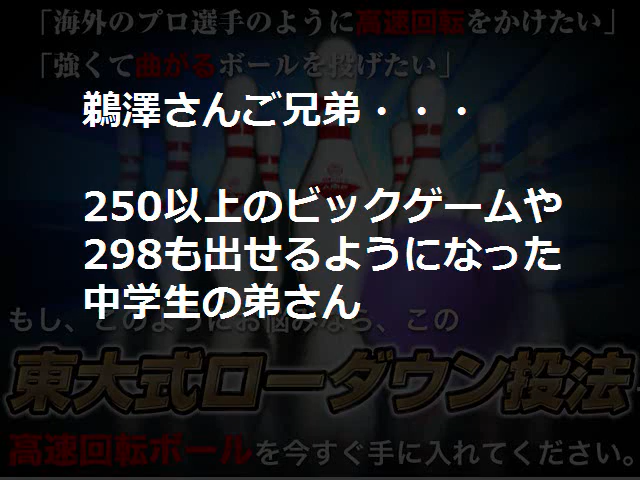 「海外のプロ選手のように高速回転をかけたい」
「強くて曲がるボールを投げたい」
鵜澤さんご兄弟・・・
250以上のビックゲームや
298も出せるようになった
中学生の弟さん
もし、このようにお悩みなら、この
東大式ローダウン投法
高速回転ボールを今すぐ手に入れてください。